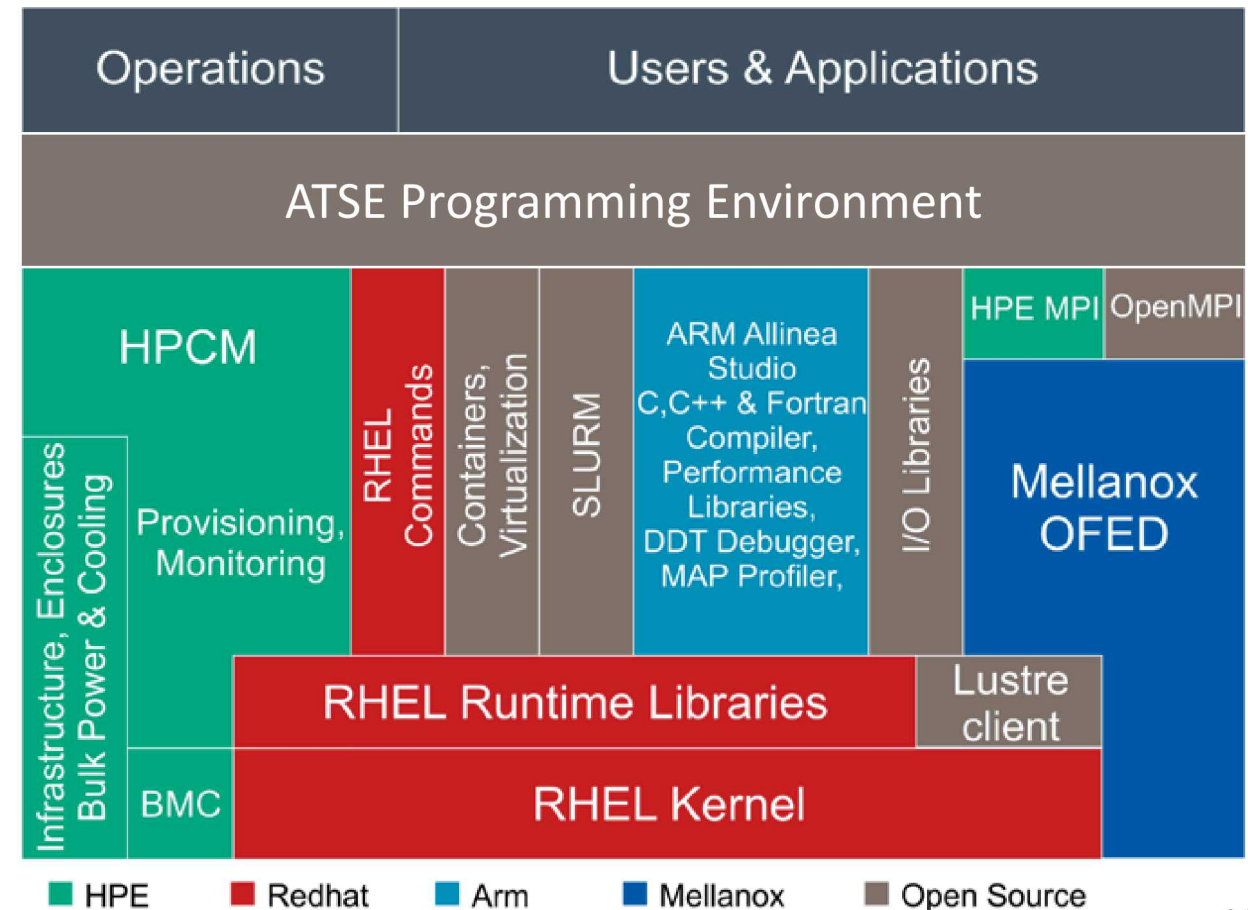 Operations
Users & Applications
ATSE Programming Environment
HPCM
Provisioning,
Monitoring
Infrastructure, Enclosures
Bulk Power & Cooling
BMC
RHEL
Commands
Containers,
Virtualization
SLURM
ARM Allinea
Studio
C,C++ & Fortran
Compiler,
Performance
Libraries,
DDT Debugger,
MAP Profiler,
I/O Libraries
HPE MPI
OpenMPI
Mellanox
OFED
RHEL Runtime Libraries
Lustre
client
RHEL Kernel
HPE
Redhat
Arm
Mellanox
Open Source